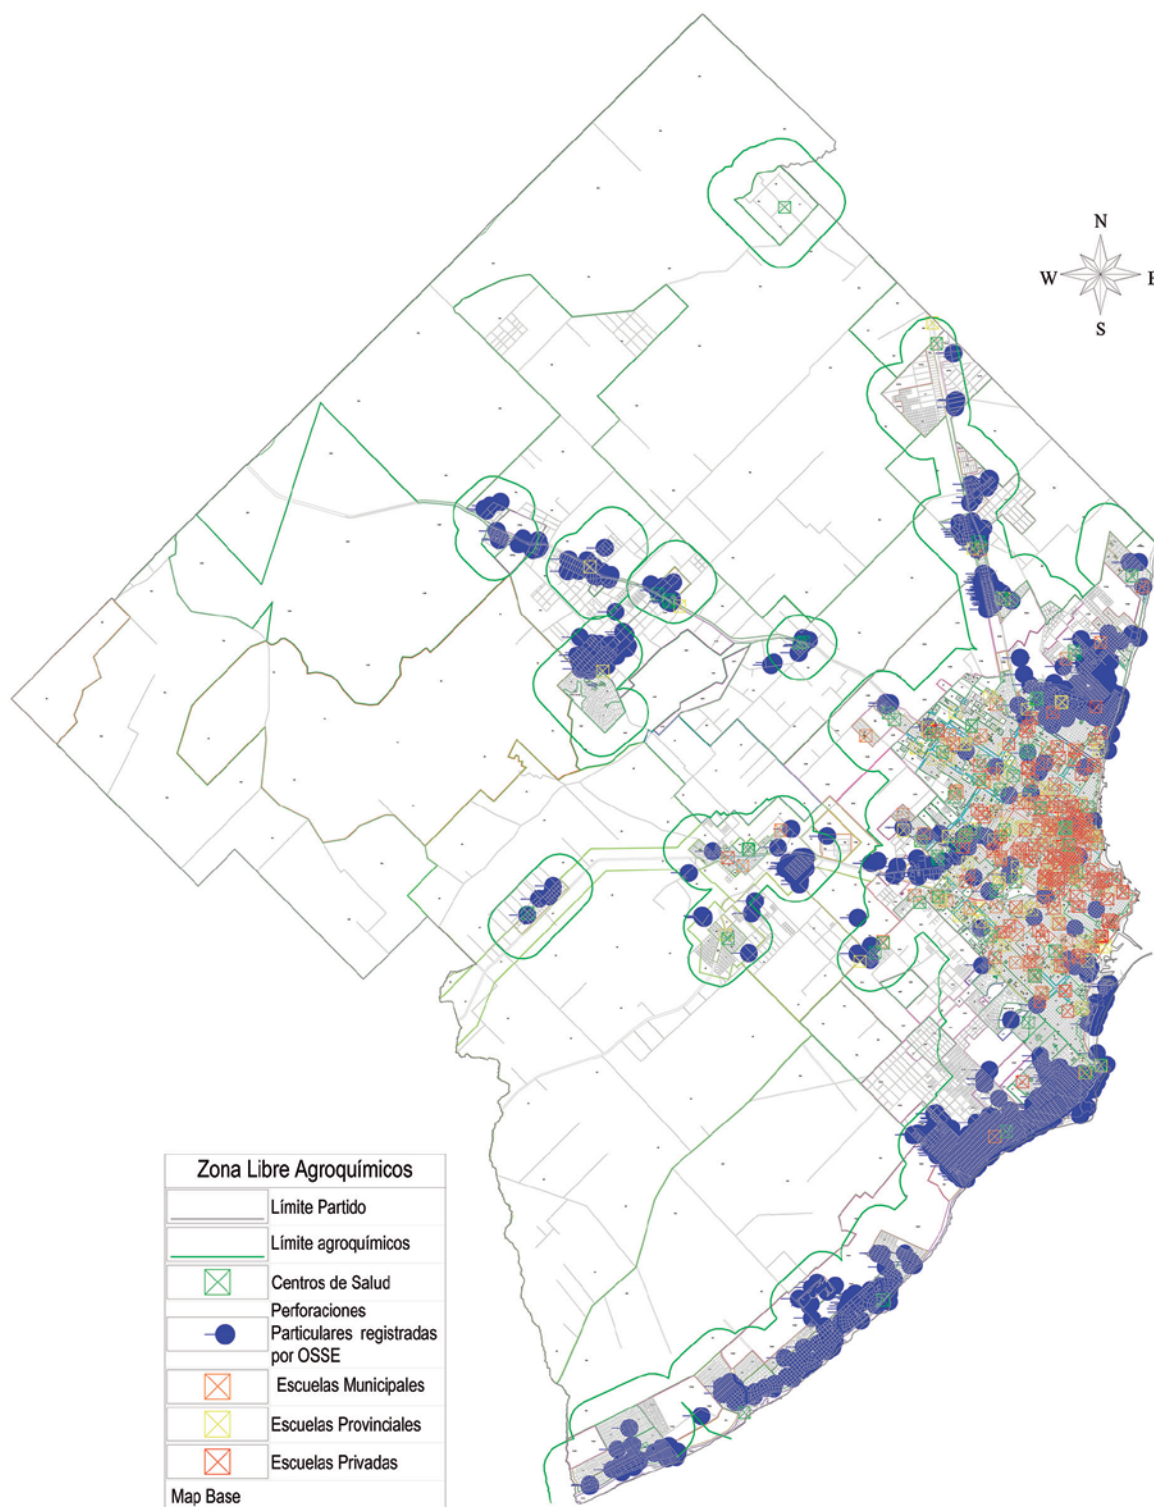 N
W E
S
Zona Libre Agroquímicos
Límite Partido
Límite agroquímicos
Centros de Salud
Perforaciones
Particulares registradas
por OSSE
Escuelas Municipales
Escuelas Provinciales
Escuelas Privadas
Map Base